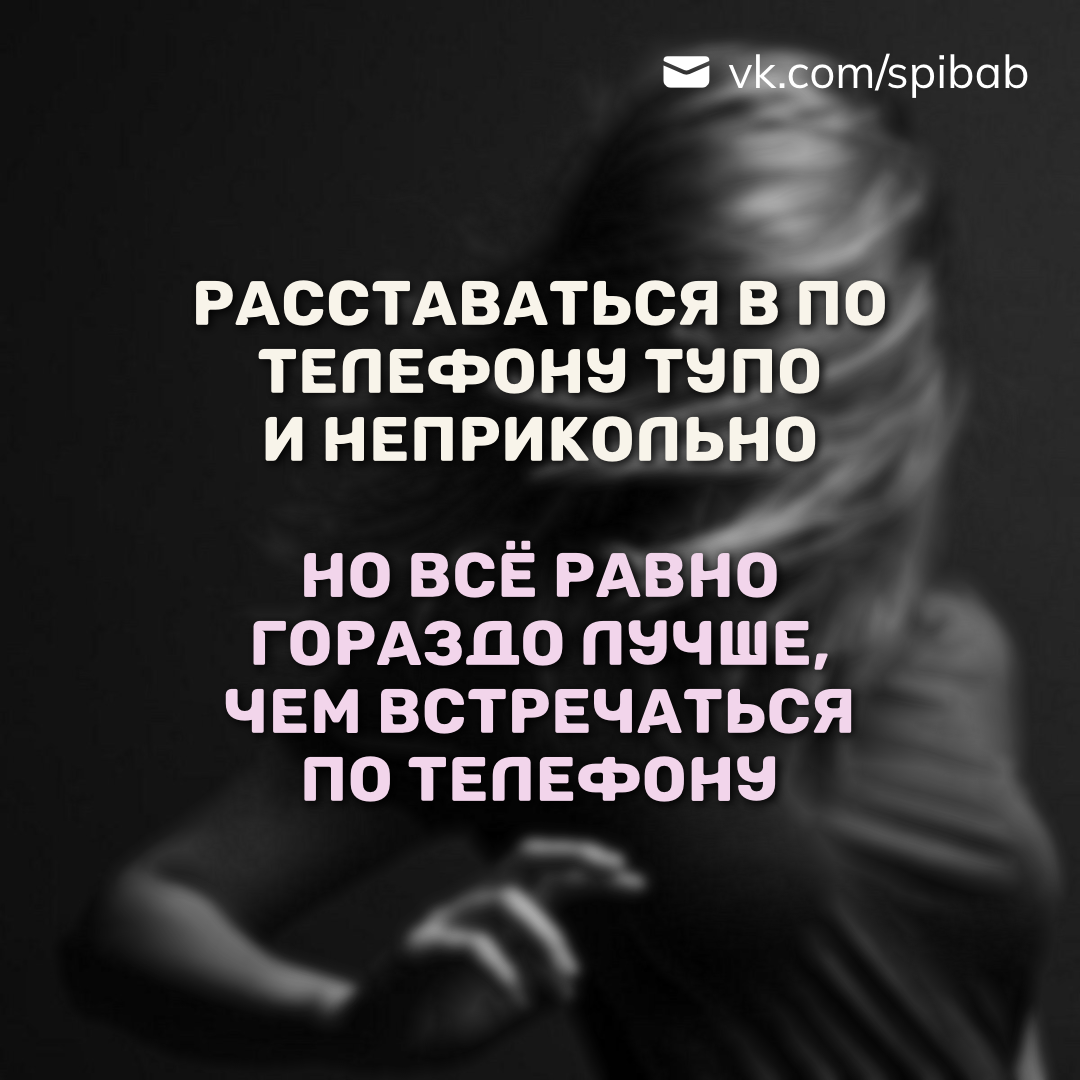 vk.com/spibab
РАССТАВАТЬСЯ В ПО
ТЕЛЕФОНУ ТУПО
И НЕПРИКОЛЬНО
НО ВСЁ РАВНО
ГОРАЗДО ЛУЧШЕ,
ЧЕМ ВСТРЕЧАТЬСЯ
ПО ТЕЛЕФОНУ